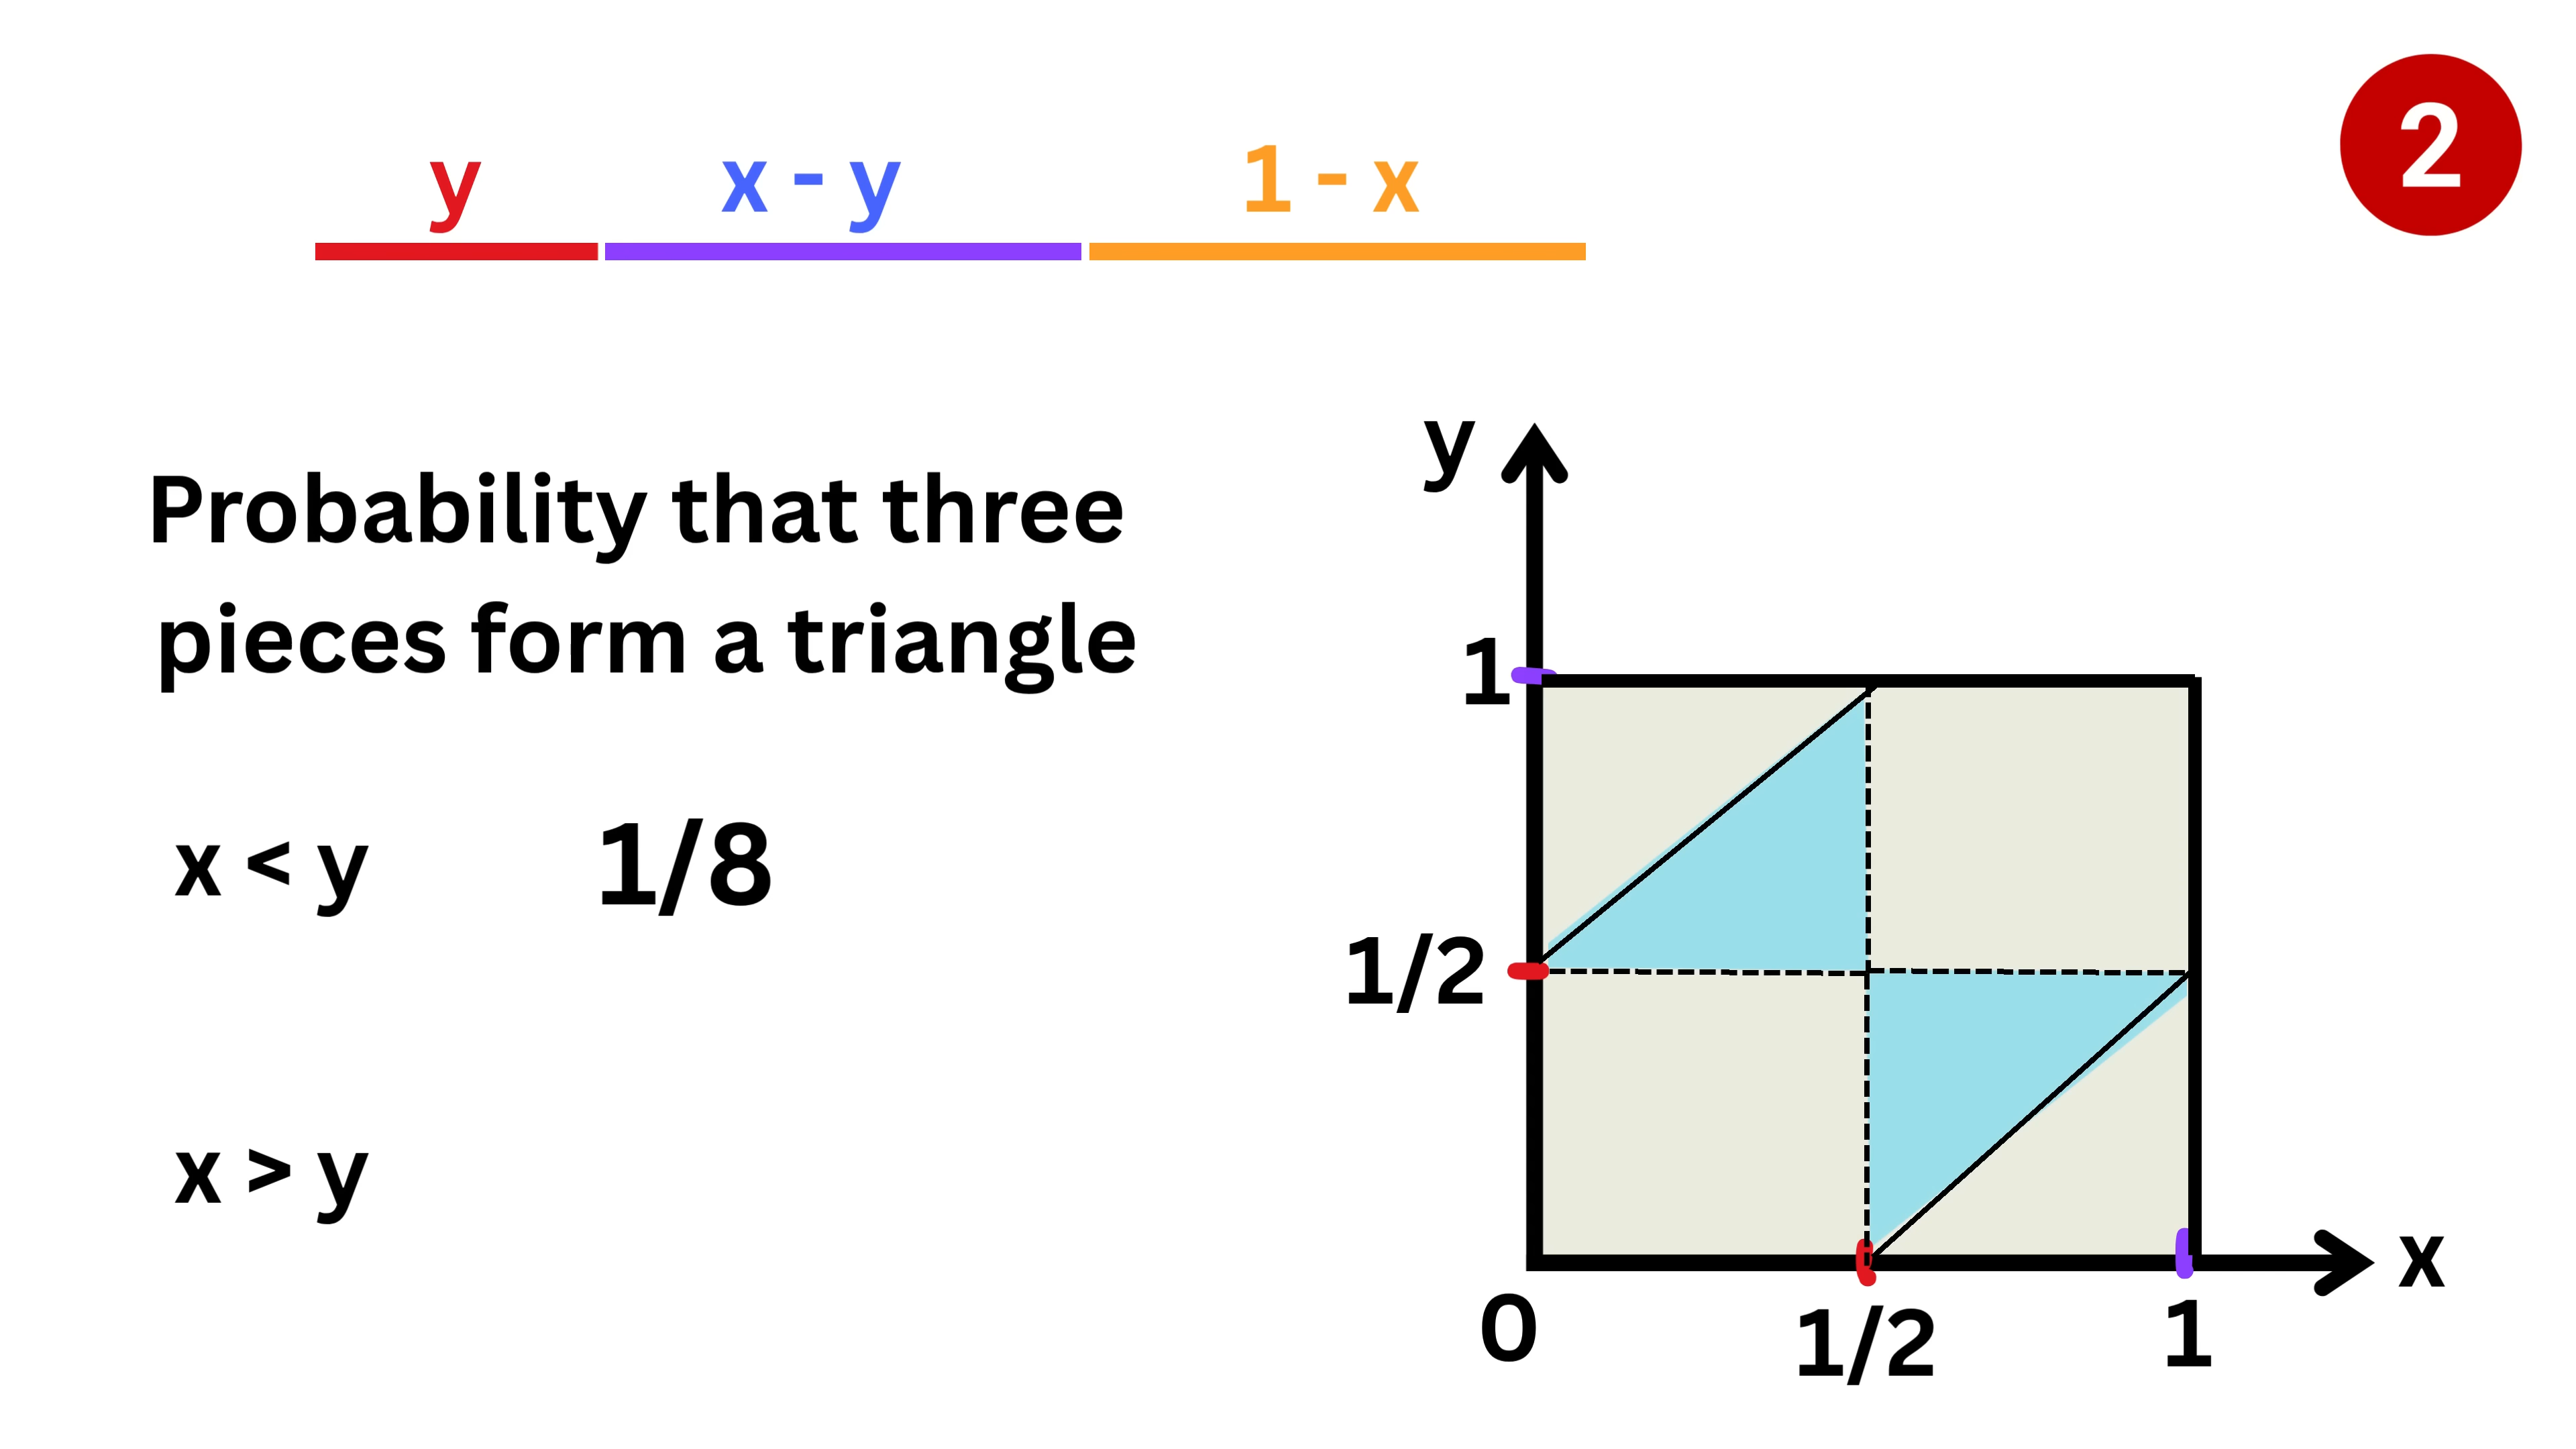 y x - y 1 - x
2
Probability that three
pieces form a triangle
x < y 1/8
x > y
y
1
1/2
0
1/2
1
x